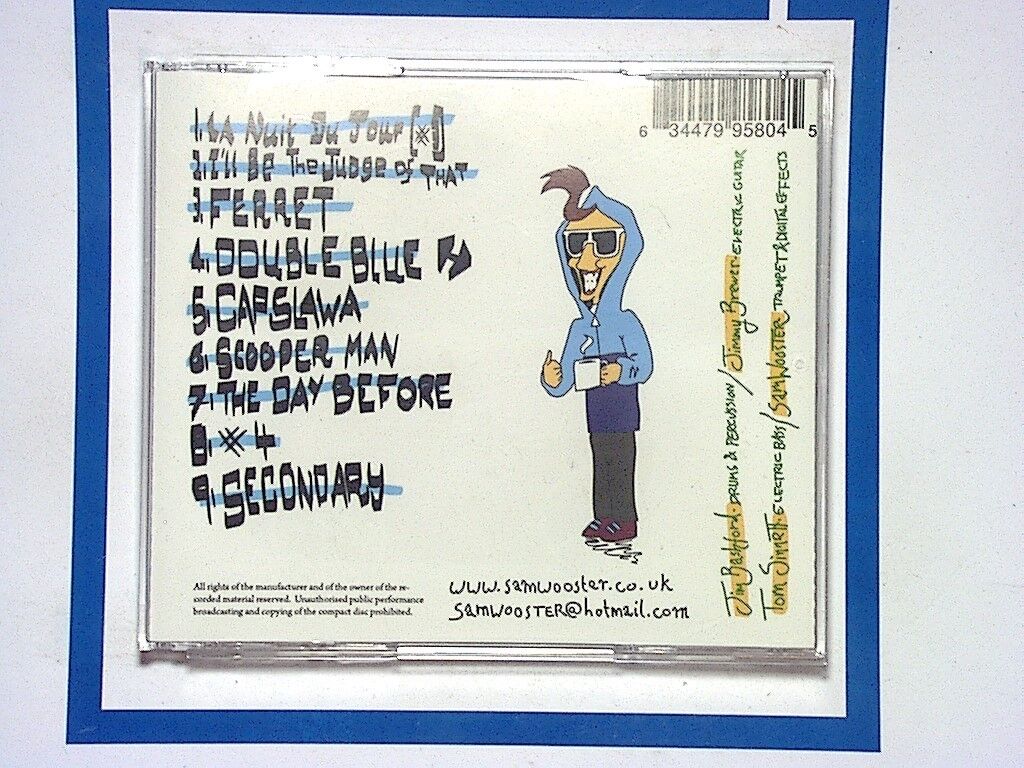 1. LA Nuit Du Jour [※1]
2. I'll Be The Judge of THAT
3. FERRET
4. DOUBLE BLUE
5. CAPSLAWA
6. SCOOPER MAN
7. THE DAY BEFORE
8. ※4
9. SECONDARY
All rights of the manufacturer and of the owner of the re-
corded material reserved. Unauthorised public performance
broadcasting and copying of the compact disc prohibited.
www.samwooster.co.uk
samwooster@hotmail.com
6 34479 95804 5
Jim Bashford - DRUMS & PERCUSSION / Jimmy Brewer - ELECTRIC GUITAR
Tom ELECTRIC BASS / SAM WOOSTER TRUMPET & DIGITAL EFFECTS